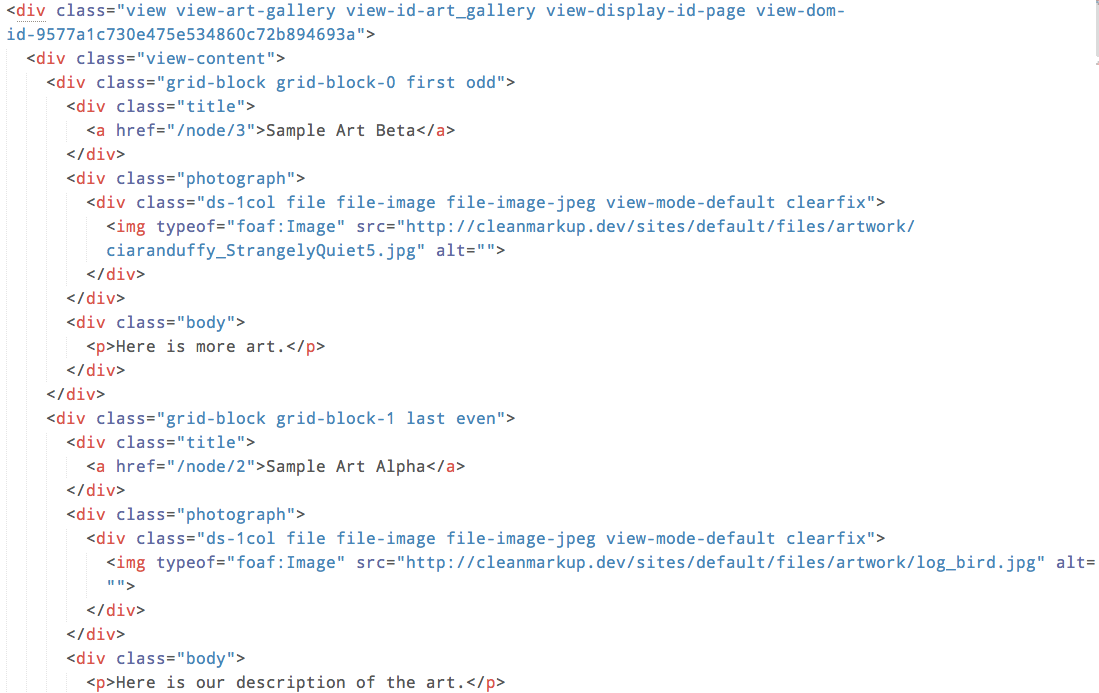 <div class="view view-art-gallery view-id-art_gallery view-display-id-page view-dom-
id-9577a1c730e475e534860c72b894693a">
<div class="view-content">
<div class="grid-block grid-block-0 first odd">
<div class="title">
<a href="/node/3">Sample Art Beta</a>
</div>
<div class="photograph">
<div class="ds-1col file file-image file-image-jpeg view-mode-default clearfix">
<img typeof="foaf:Image" src="http://cleanmarkup.dev/sites/default/files/artwork/
ciaranduffy_StrangelyQuiet5.jpg" alt="">
</div>
</div>
<div class="body">
<p>Here is more art.</p>
</div>
</div>
<div class="grid-block grid-block-1 last even">
<div class="title">
<a href="/node/2">Sample Art Alpha</a>
</div>
<div class="photograph">
<div class="ds-1col file file-image file-image-jpeg view-mode-default clearfix">
<img typeof="foaf:Image" src="http://cleanmarkup.dev/sites/default/files/artwork/log_bird.jpg" alt=
"">
</div>
</div>
<div class="body">
<p>Here is our description of the art.</p>